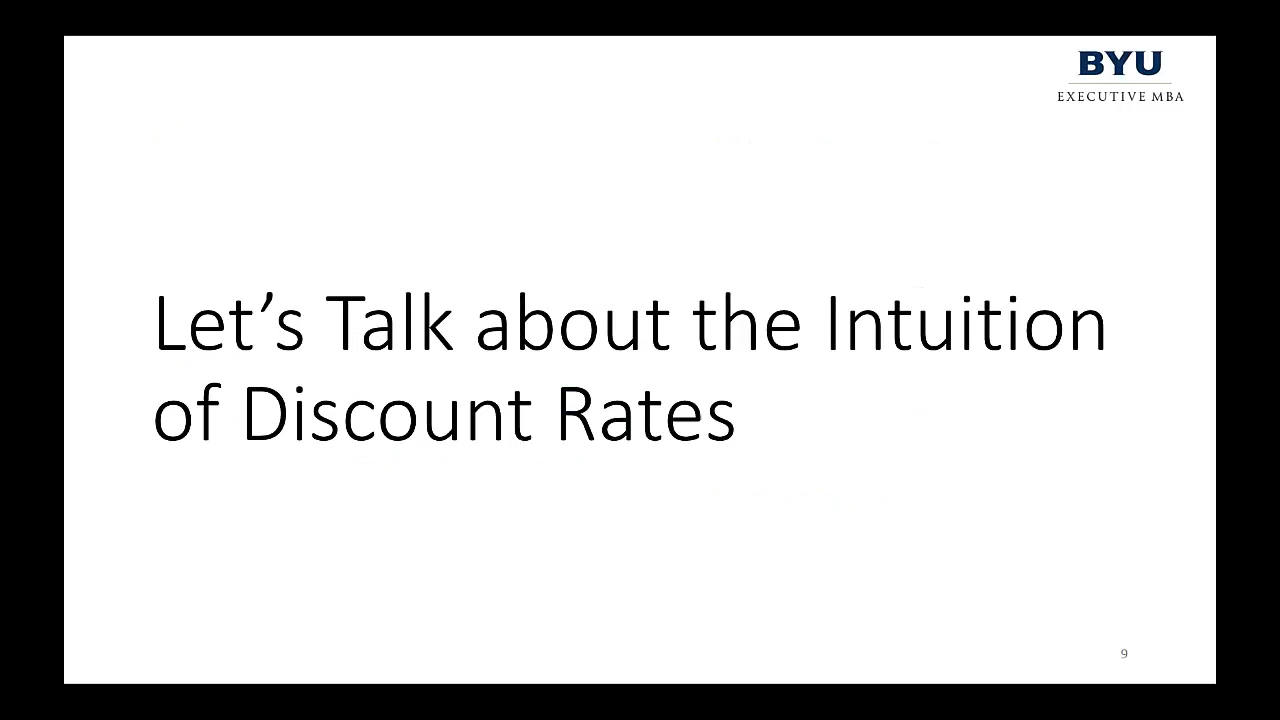 BYU
EXECUTIVE MBA
Let’s Talk about the Intuition
of Discount Rates
9